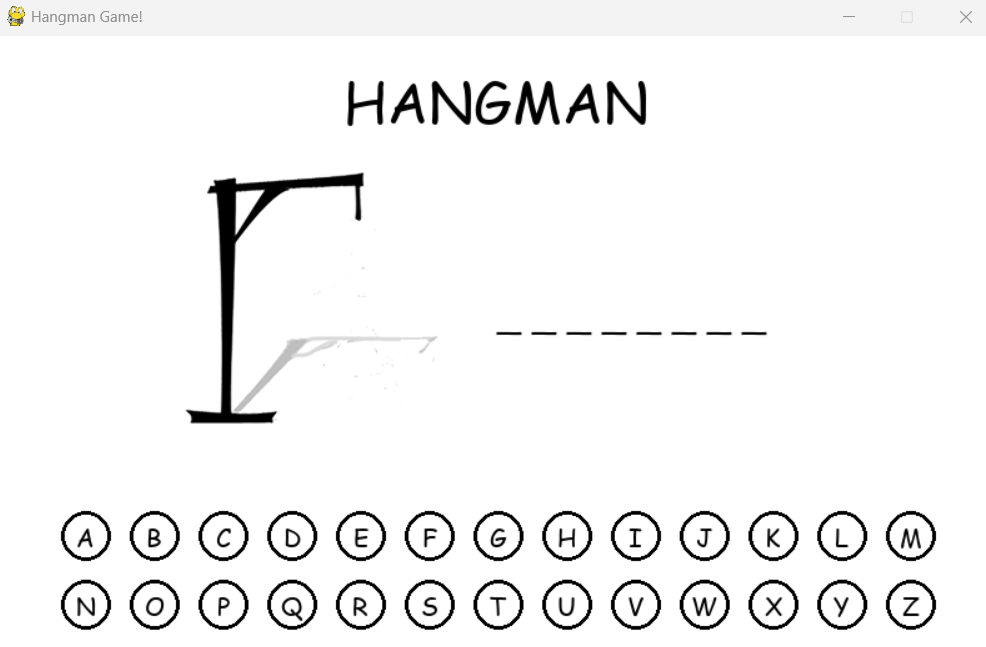 Hangman Game!
HANGMAN
_ _ _ _ _ _ _ _
A B C D E F G H I J K L M
N O P Q R S T U V W X Y Z